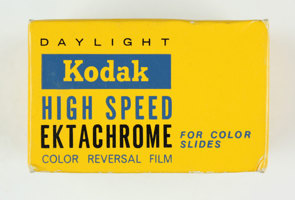 DAYLIGHT
Kodak
HIGH SPEED
EKTACHROME
FOR COLOR
SLIDES
COLOR REVERSAL FILM